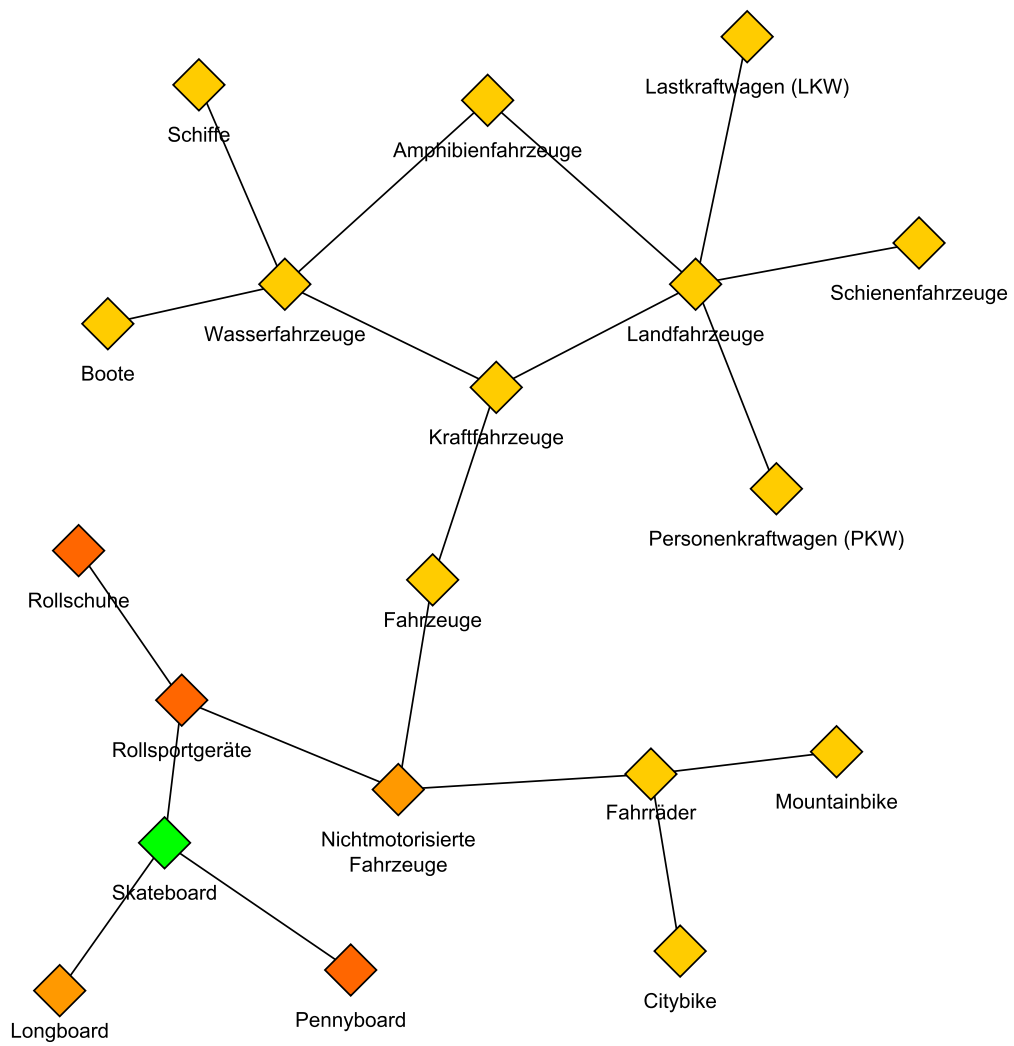 Lastkraftwagen (LKW)
Schiffe
Amphibienfahrzeuge
Schienenfahrzeuge
Wasserfahrzeuge
Landfahrzeuge
Boote
Kraftfahrzeuge
Personenkraftwagen (PKW)
Rollschuhe
Fahrzeuge
Rollsportgeräte
Mountainbike
Fahrräder
Nichtmotorisierte
Fahrzeuge
Skateboard
Citybike
Pennyboard
Longboard